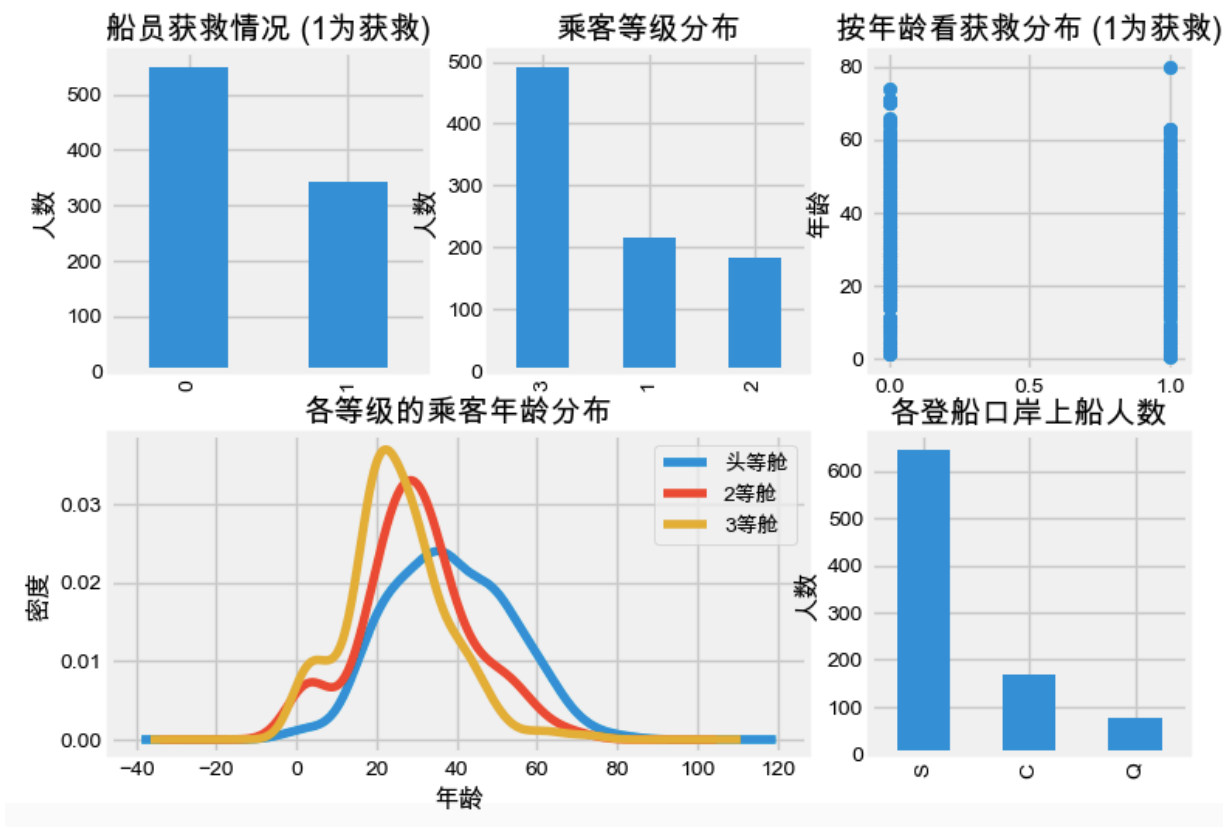 船员获救情况 (1为获救)
人数
500
400
300
200
100
0
0
1
乘客等级分布
人数
500
400
300
200
100
0
3
1
2
按年龄看获救分布 (1为获救)
年龄
80
60
40
20
0
0.0
0.5
1.0
各等级的乘客年龄分布
密度
0.03
0.02
0.01
0.00
−40
−20
0
20
40
60
80
100
120
年龄
头等舱
2等舱
3等舱
各登船口岸上船人数
人数
600
500
400
300
200
100
0
S
C
Q